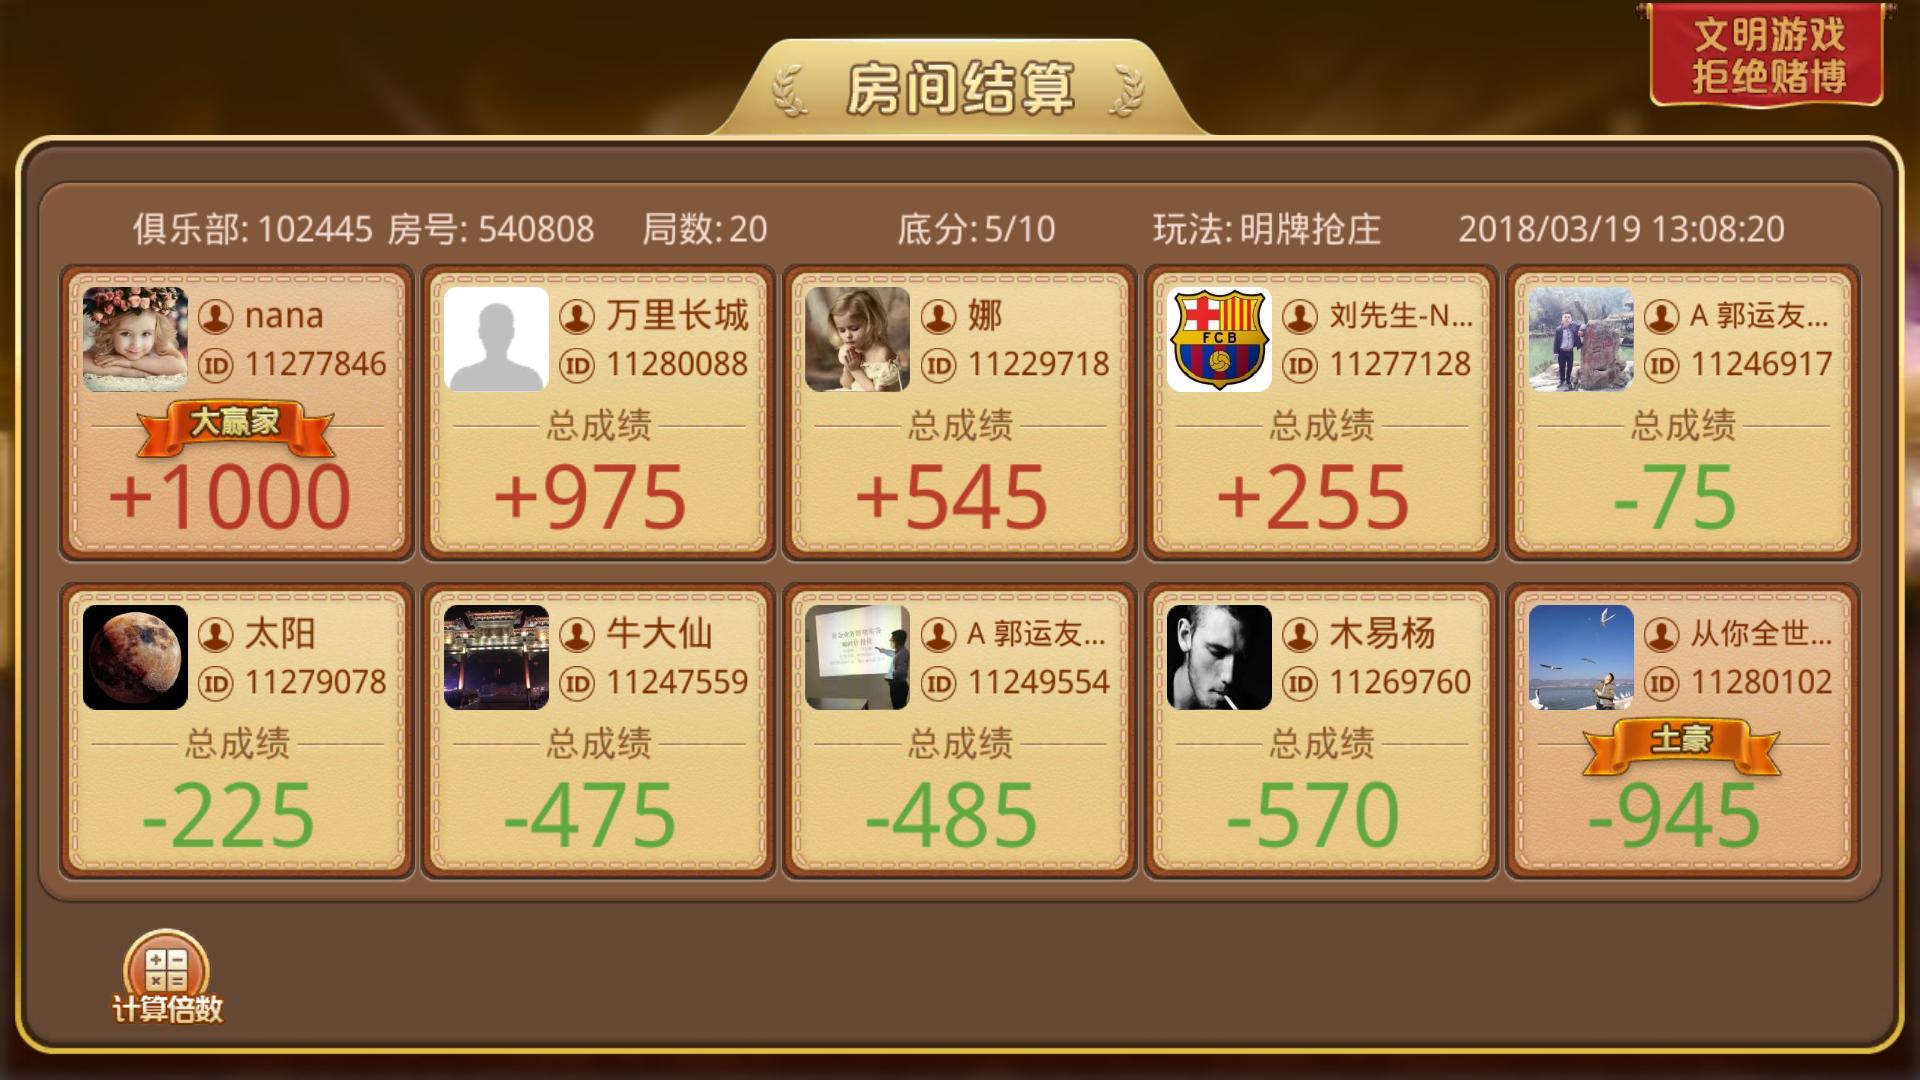 文明游戏
拒绝赌博
房间结算
俱乐部: 102445 房号: 540808 局数: 20 底分: 5/10 玩法: 明牌抢庄 2018/03/19 13:08:20
nana
ID 11277846
大赢家
+1000
万里长城
ID 11280088
总成绩
+975
娜
ID 11229718
总成绩
+545
FCB
刘先生-N...
ID 11277128
总成绩
+255
A 郭运友...
ID 11246917
总成绩
-75
太阳
ID 11279078
总成绩
-225
牛大仙
ID 11247559
总成绩
-475
A 郭运友...
ID 11249554
总成绩
-485
木易杨
ID 11269760
总成绩
-570
从你全世...
ID 11280102
土豪
-945
计算倍数